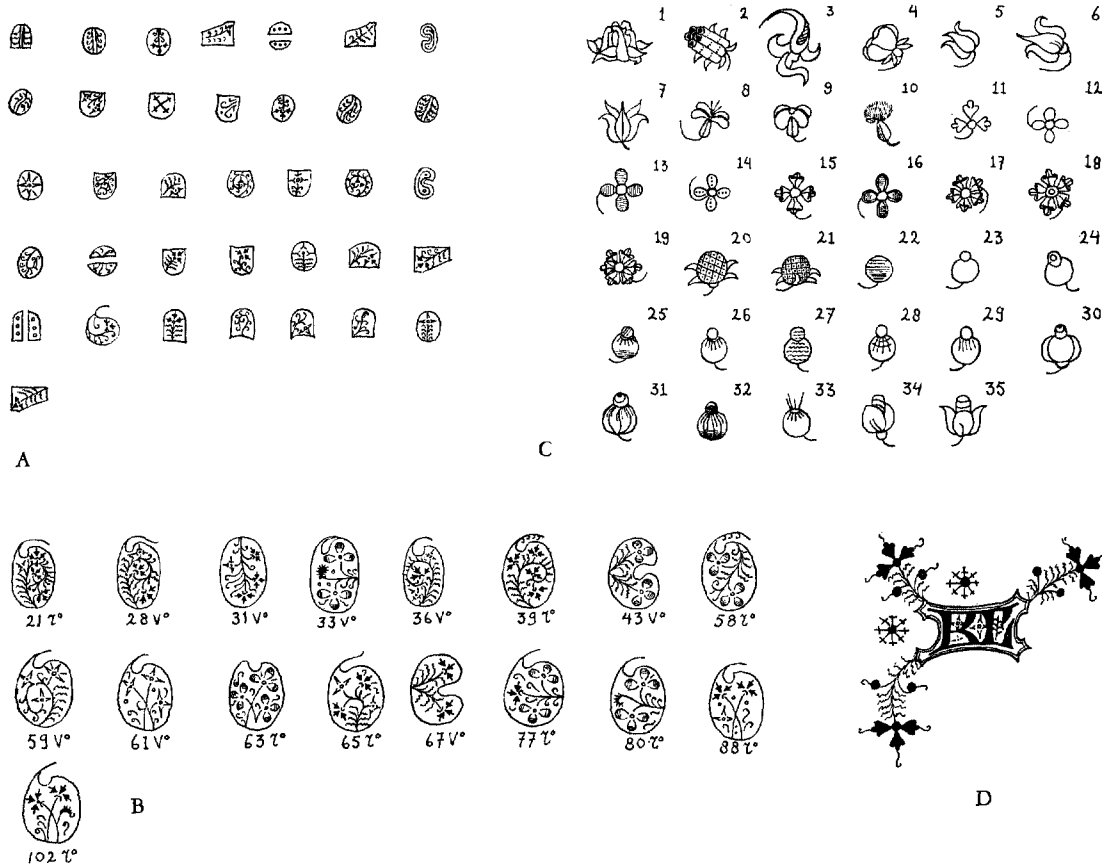 1 2 3 4 5 6
7 8 9 10 11 12
13 14 15 16 17 18
19 20 21 22 23 24
25 26 27 28 29 30
31 32 33 34 35
A
C
21 r° 28 v° 31 v° 33 v° 36 v° 39 r° 43 v° 58 r°
59 v° 61 v° 63 r° 65 r° 67 v° 77 r° 80 r° 88 r°
D
B
102 r°